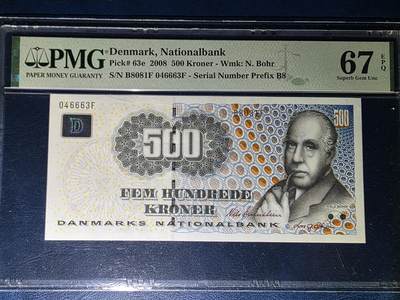 PMG
PAPER MONEY GUARANTY
Denmark, Nationalbank
Pick# 63e 2008 500 Kroner - Wmk: N. Bohr
S/N B8081F 046663F - Serial Number Prefix B8
67 EPQ
Superb Gem Unc
046663F
D
500
500
FEM HUNDREDE
KRONER
DANMARKS NATIONALBANK